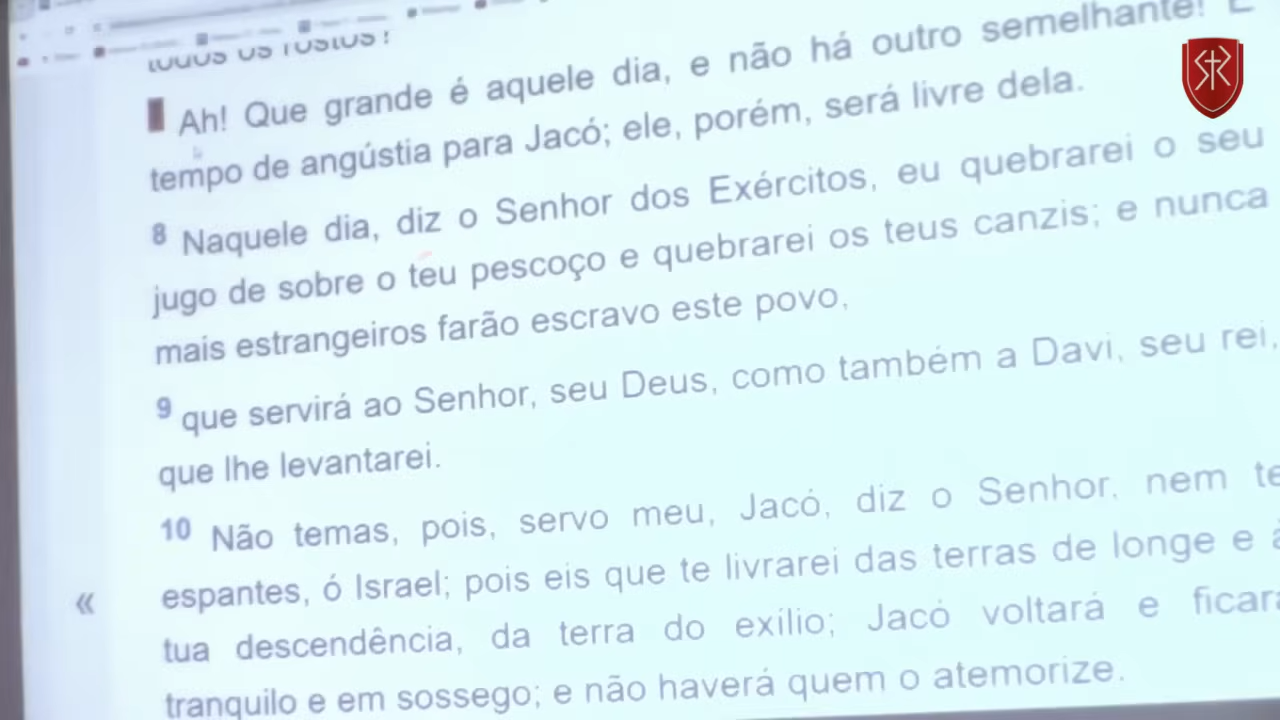 todos os rostos?
Ah! Que grande é aquele dia, e não há outro semelhante! É
tempo de angústia para Jacó; ele, porém, será livre dela.
8 Naquele dia, diz o Senhor dos Exércitos, eu quebrarei o seu
jugo de sobre o teu pescoço e quebrarei os teus canzis; e nunca
mais estrangeiros farão escravo este povo,
9 que servirá ao Senhor, seu Deus, como também a Davi, seu rei,
que lhe levantarei.
10 Não temas, pois, servo meu, Jacó, diz o Senhor, nem te
espantes, ó Israel; pois eis que te livrarei das terras de longe e à
«
tua descendência, da terra do exílio; Jacó voltará e ficará
tranquilo e em sossego; e não haverá quem o atemorize.